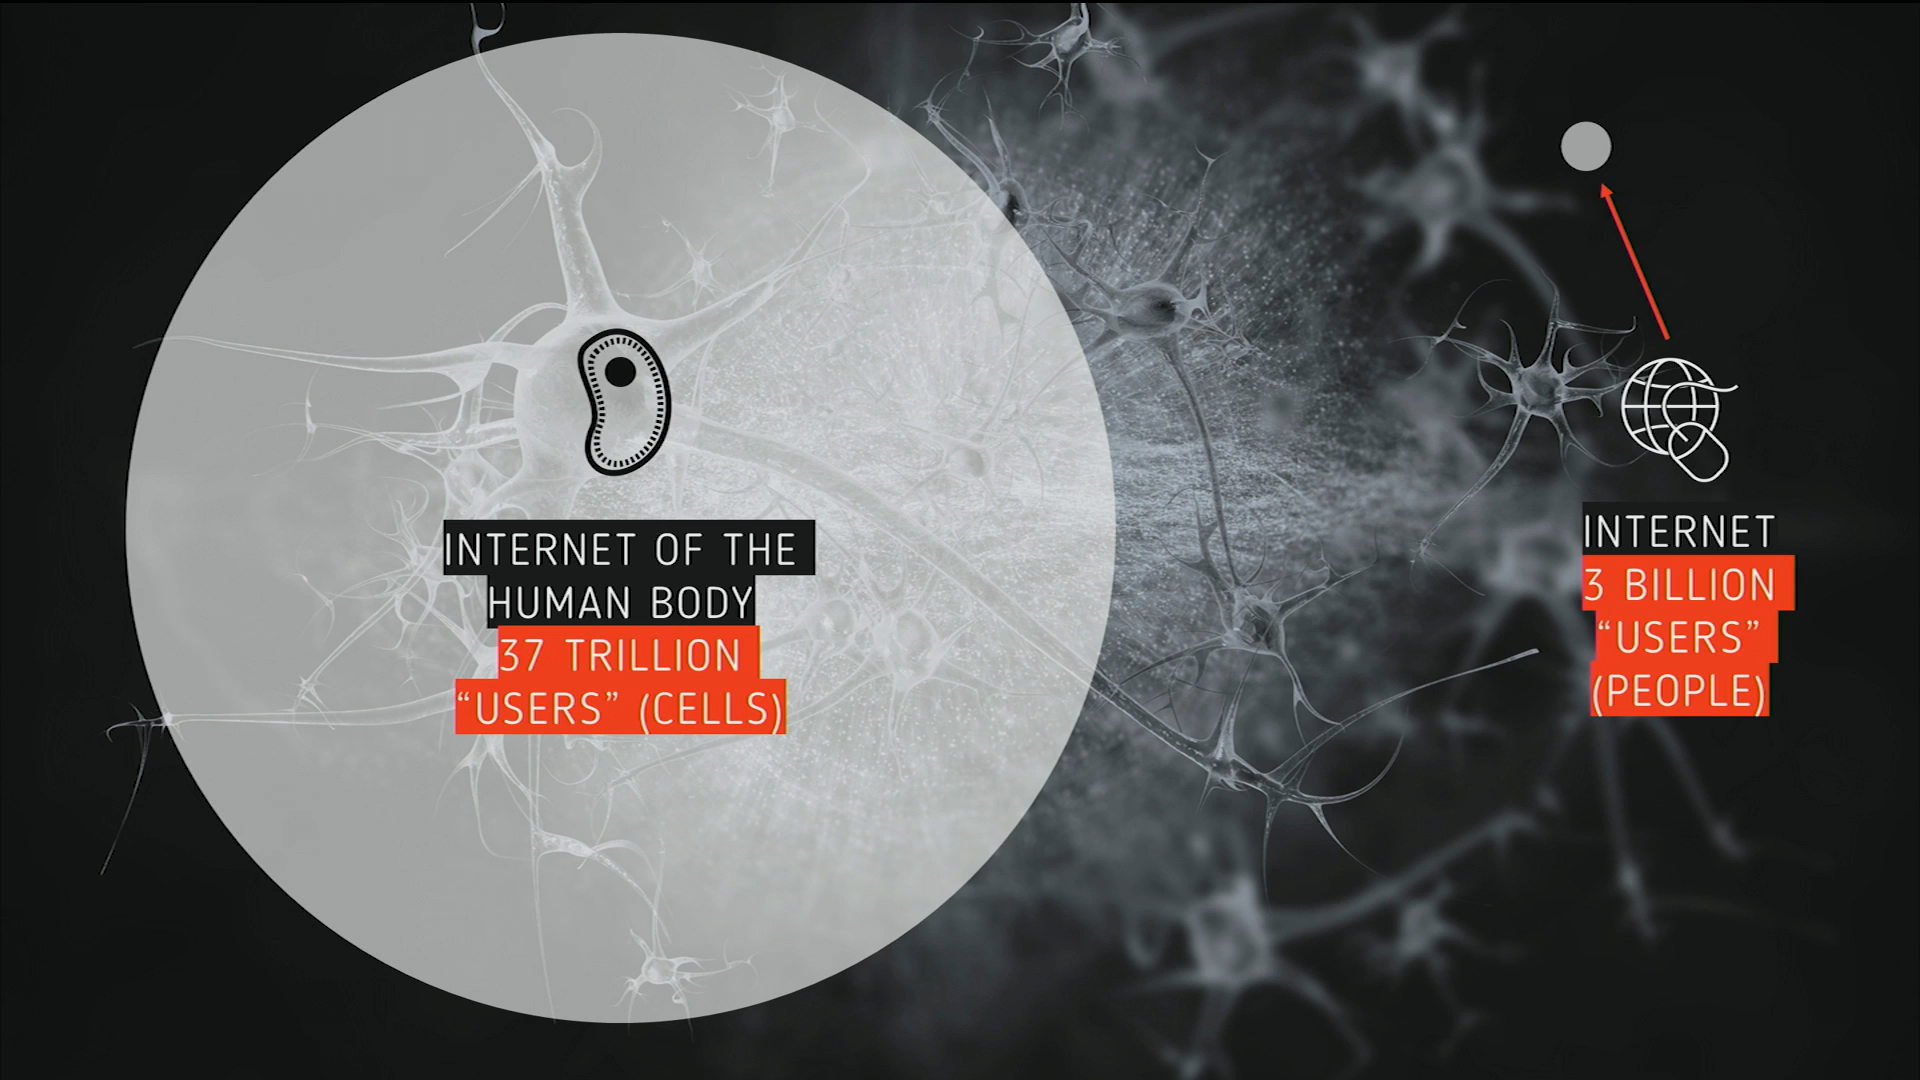 INTERNET OF THE
HUMAN BODY
37 TRILLION
“USERS” (CELLS)
INTERNET
3 BILLION
“USERS”
(PEOPLE)